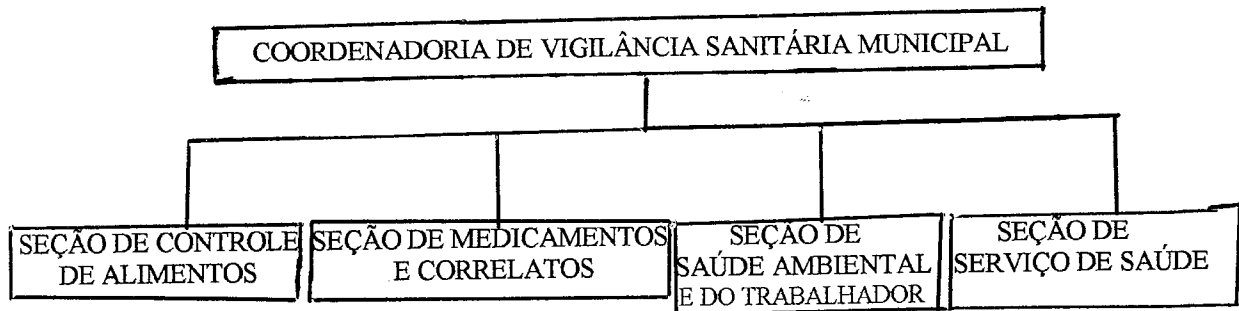 COORDENADORIA DE VIGILÂNCIA SANITÁRIA MUNICIPAL
SEÇÃO DE CONTROLE
DE ALIMENTOS
SEÇÃO DE MEDICAMENTOS
E CORRELATOS
SEÇÃO DE
SAÚDE AMBIENTAL
E DO TRABALHADOR
SEÇÃO DE
SERVIÇO DE SAÚDE